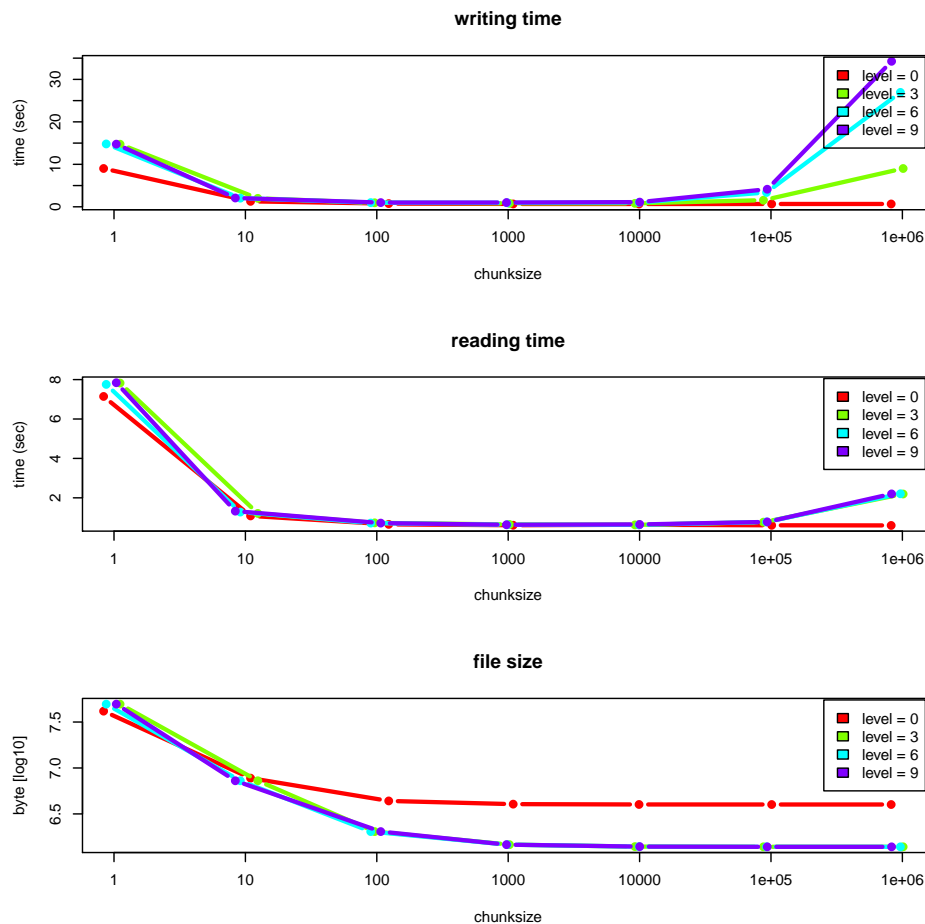 writing time
time (sec)
0
10
20
30
1
10
100
1000
10000
1e+05
1e+06
chunksize
level = 0
level = 3
level = 6
level = 9
reading time
time (sec)
2
4
6
8
1
10
100
1000
10000
1e+05
1e+06
chunksize
level = 0
level = 3
level = 6
level = 9
file size
byte [log10]
6.5
7.0
7.5
1
10
100
1000
10000
1e+05
1e+06
chunksize
level = 0
level = 3
level = 6
level = 9